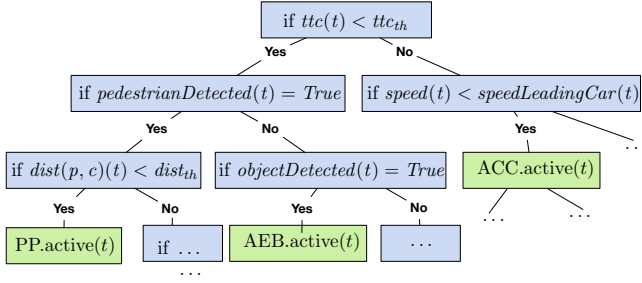 if ttc(t) < ttc_th
Yes
No
if pedestrianDetected(t) = True
if speed(t) < speedLeadingCar(t)
Yes
No
Yes
. .
if dist(p, c)(t) < dist_th
if objectDetected(t) = True
ACC.active(t)
Yes
No
Yes
No
. . .
. . .
PP.active(t)
if . . .
AEB.active(t)
. . .
. . .